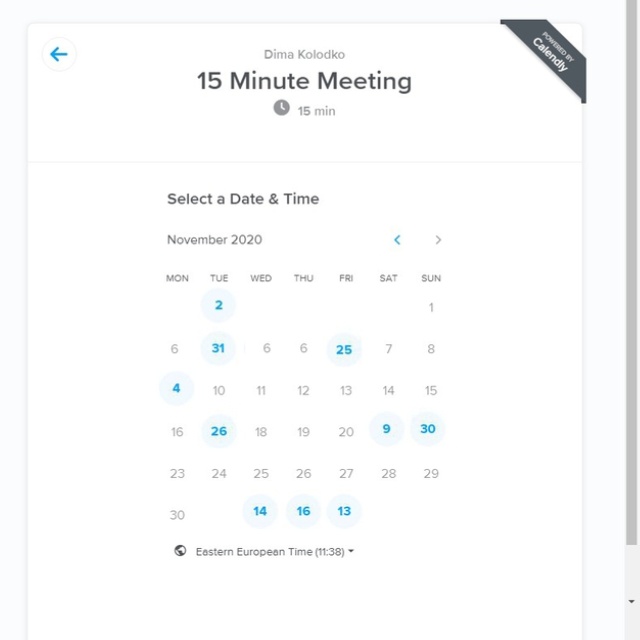 POWERED BY
Calendly
Dima Kolodko
15 Minute Meeting
15 min
Select a Date & Time
November 2020
MON TUE WED THU FRI SAT SUN
2 1
6 31 6 6 25 7 8
4 10 11 12 13 14 15
16 26 18 19 20 9 30
23 24 25 26 27 28 29
30 14 16 13
Eastern European Time (11:38)